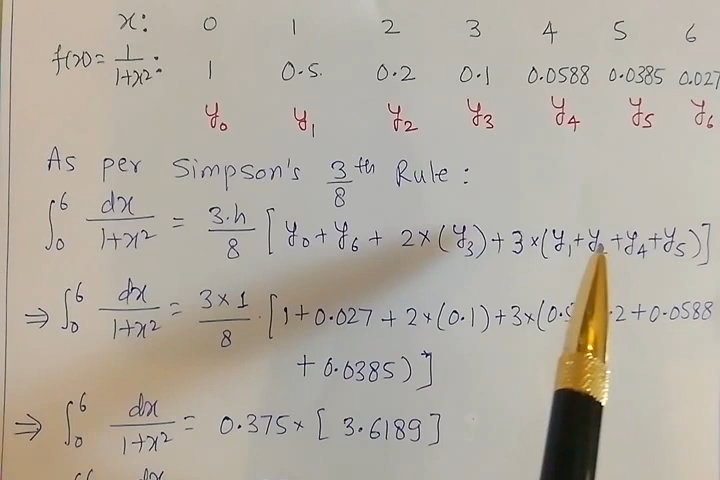 x: 0 1 2 3 4 5 6
f(x) = 1/(1+x²): 1 0.5 0.2 0.1 0.0588 0.0385 0.027
y₀ y₁ y₂ y₃ y₄ y₅ y₆
As per Simpson's 3/8 th Rule:
∫₀⁶ dx/(1+x²) = 3.h/8 [y₀+y₆+ 2×(y₃)+3×(y₁+y +y₄+y₅)]
⇒ ∫₀⁶ dx/(1+x²) = 3×1/8 .[1+0.027+2×(0.1)+3×(0. .2+0.0588
+0.0385)]
⇒ ∫₀⁶ dx/(1+x²) = 0.375×[3.6189]